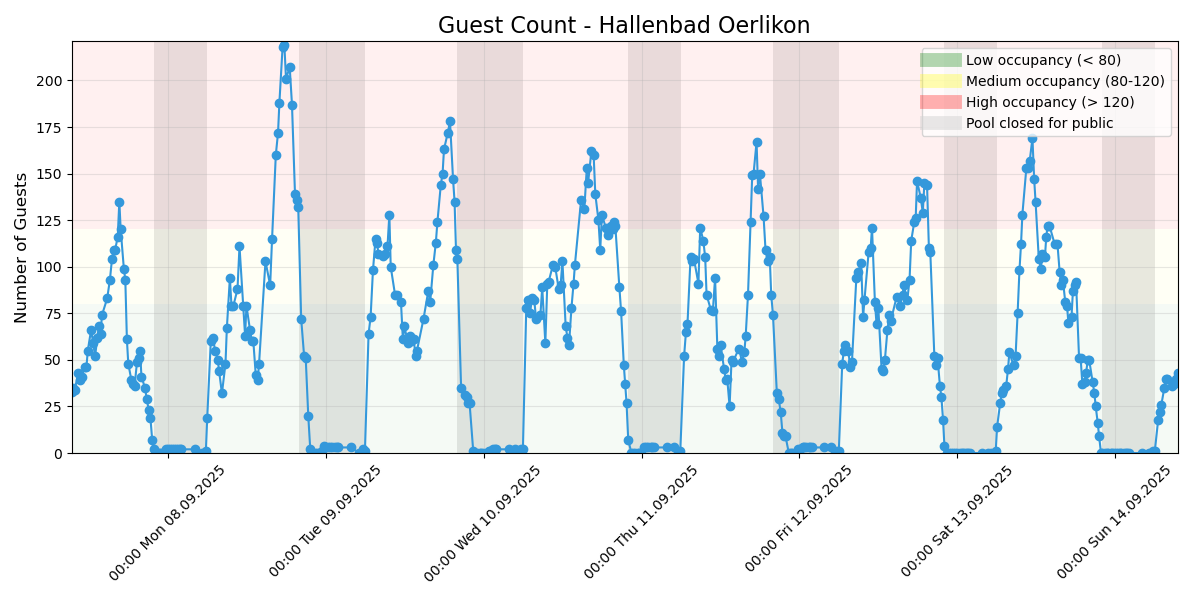 Guest Count - Hallenbad Oerlikon
Number of Guests
200
175
150
125
100
75
50
25
0
Low occupancy (< 80)
Medium occupancy (80-120)
High occupancy (> 120)
Pool closed for public
00:00 Mon 08.09.2025
00:00 Tue 09.09.2025
00:00 Wed 10.09.2025
00:00 Thu 11.09.2025
00:00 Fri 12.09.2025
00:00 Sat 13.09.2025
00:00 Sun 14.09.2025